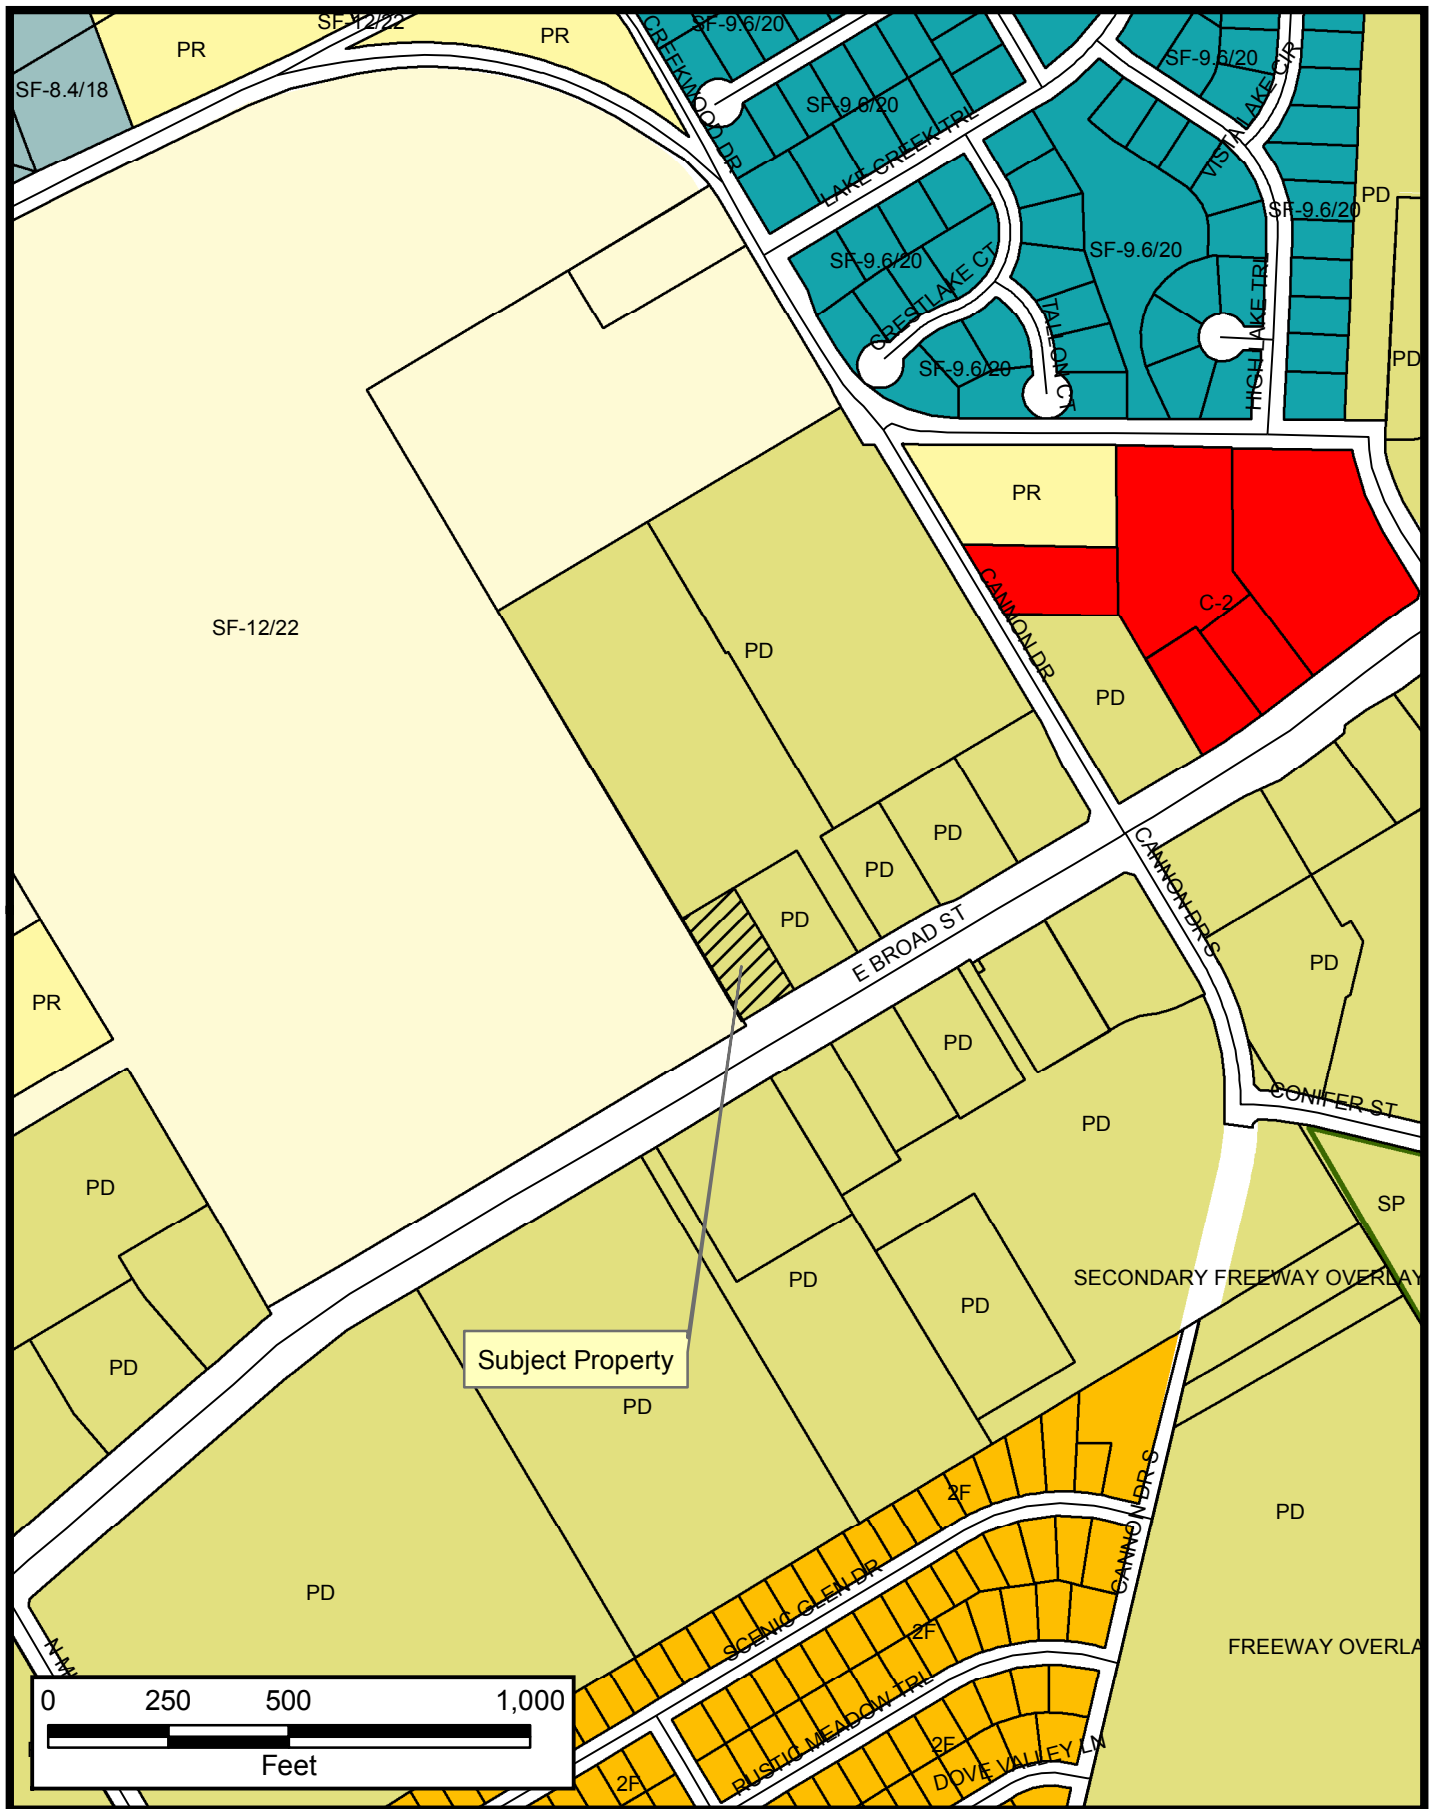 SF-12/22
PR
PR
SF-9.6/20
SF-8.4/18
CREEKWOOD DR
SF-9.6/20
SF-9.6/20
VISTA LAKE CIR
LAKE CREEK TRL
PD
SF-9.6/20
SF-9.6/20
SF-9.6/20
CRESTLAKE CT
TALLOM CT
HIGH LAKE TRL
SF-9.6/20
PD
PR
CANNON DR
C-2
SF-12/22
PD
PD
PD
PD
PD
CANNON DR S
E BROAD ST
PD
PR
PD
CONIFER ST
PD
PD
SP
SECONDARY FREEWAY OVERLAY
PD
PD
Subject Property
PD
PD
2F
CANNON DR S
PD
PD
SCENIC GLEN DR
2F
FREEWAY OVERLA
N M
RUSTIC MEADOW TRL
2F
DOVE VALLEY LN
2F
0 250 500 1,000
Feet